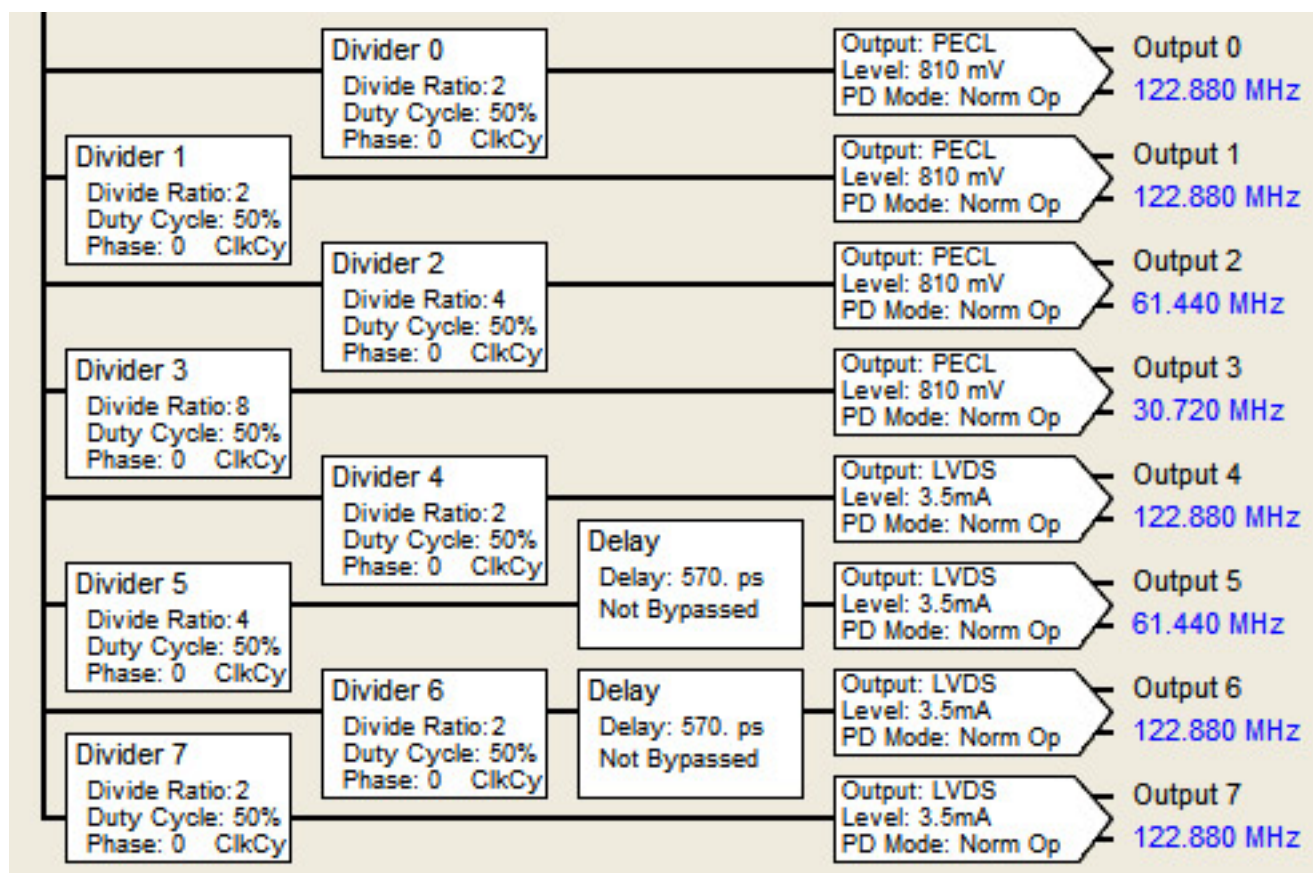 Divider 0
Divide Ratio: 2
Duty Cycle: 50%
Phase: 0 ClkCy
Output: PECL
Level: 810 mV
PD Mode: Norm Op
Output 0
122.880 MHz
Divider 1
Divide Ratio: 2
Duty Cycle: 50%
Phase: 0 ClkCy
Output: PECL
Level: 810 mV
PD Mode: Norm Op
Output 1
122.880 MHz
Divider 2
Divide Ratio: 4
Duty Cycle: 50%
Phase: 0 ClkCy
Output: PECL
Level: 810 mV
PD Mode: Norm Op
Output 2
61.440 MHz
Divider 3
Divide Ratio: 8
Duty Cycle: 50%
Phase: 0 ClkCy
Output: PECL
Level: 810 mV
PD Mode: Norm Op
Output 3
30.720 MHz
Divider 4
Divide Ratio: 2
Duty Cycle: 50%
Phase: 0 ClkCy
Output: LVDS
Level: 3.5mA
PD Mode: Norm Op
Output 4
122.880 MHz
Divider 5
Divide Ratio: 4
Duty Cycle: 50%
Phase: 0 ClkCy
Delay
Delay: 570. ps
Not Bypassed
Output: LVDS
Level: 3.5mA
PD Mode: Norm Op
Output 5
61.440 MHz
Divider 6
Divide Ratio: 2
Duty Cycle: 50%
Phase: 0 ClkCy
Delay
Delay: 570. ps
Not Bypassed
Output: LVDS
Level: 3.5mA
PD Mode: Norm Op
Output 6
122.880 MHz
Divider 7
Divide Ratio: 2
Duty Cycle: 50%
Phase: 0 ClkCy
Output: LVDS
Level: 3.5mA
PD Mode: Norm Op
Output 7
122.880 MHz